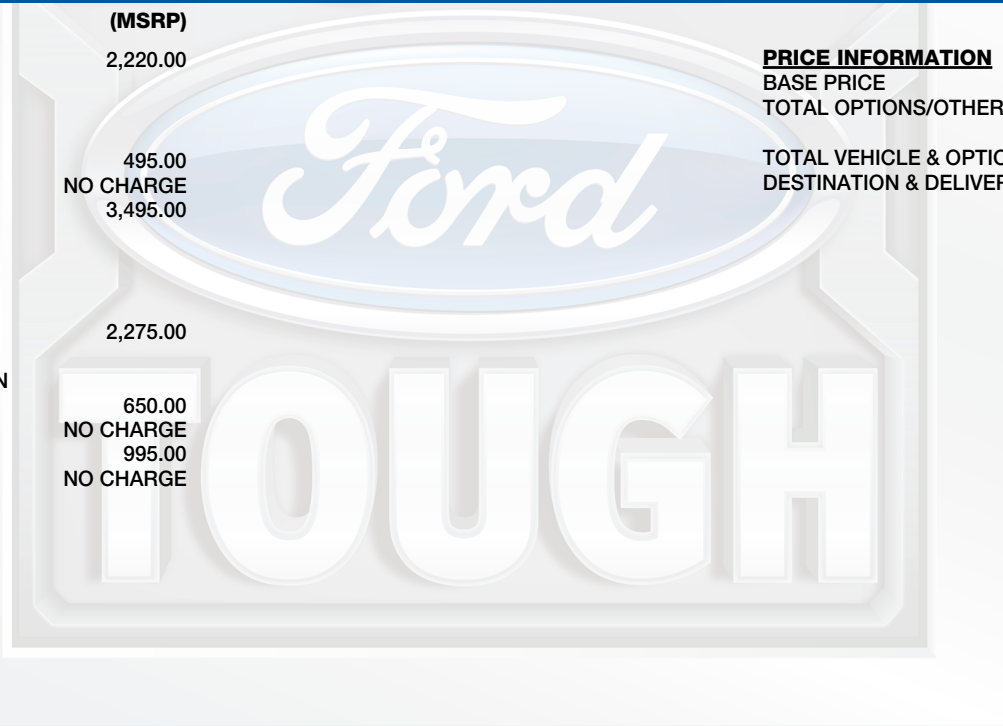 (MSRP)
2,220.00
495.00
NO CHARGE
3,495.00
2,275.00
N
650.00
NO CHARGE
995.00
NO CHARGE
PRICE INFORMATION
BASE PRICE
TOTAL OPTIONS/OTHER
TOTAL VEHICLE & OPTIO
DESTINATION & DELIVER
Ford
TOUGH